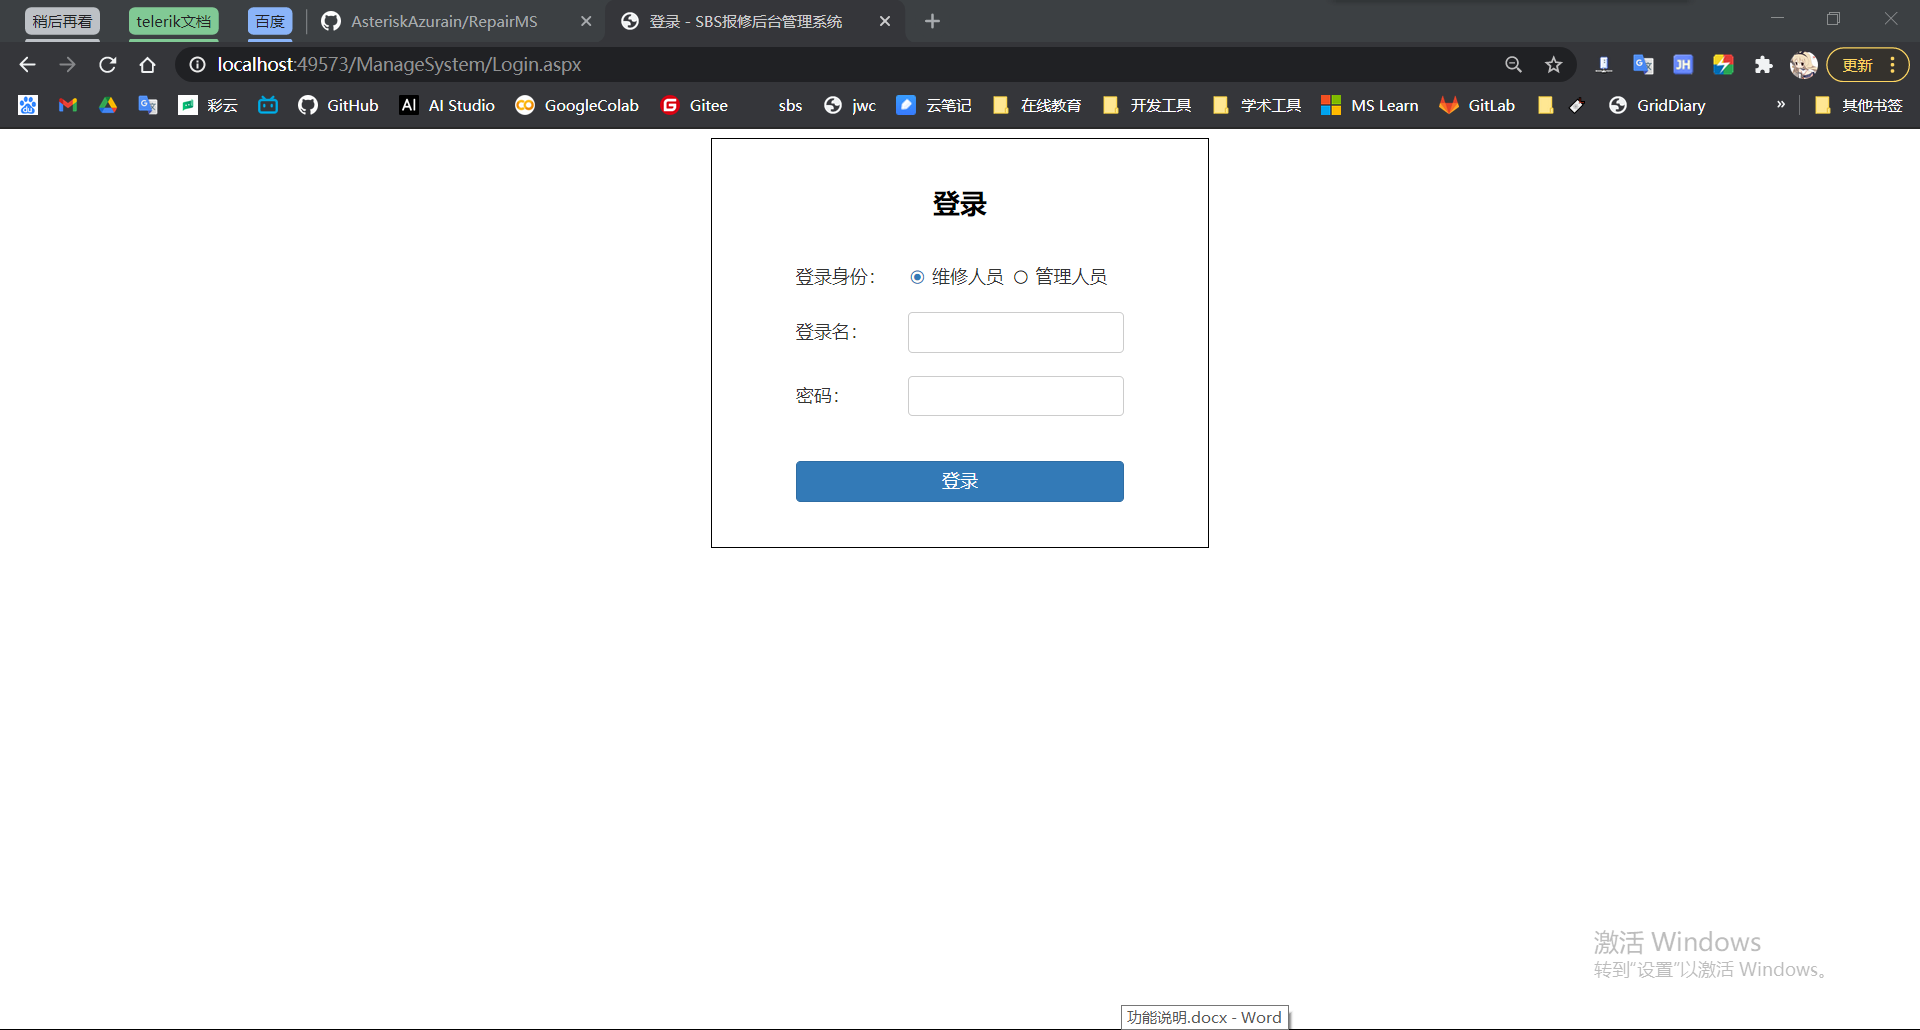 稍后再看 telerik文档 百度 AsteriskAzurain/RepairMS 登录 - SBS报修后台管理系统
localhost:49573/ManageSystem/Login.aspx 更新
彩云 GitHub AI AI Studio GoogleColab Gitee sbs jwc 云笔记 在线教育 开发工具 学术工具 MS Learn GitLab GridDiary » 其他书签
登录
登录身份： 维修人员 管理人员
登录名：
密码：
登录
激活 Windows
转到“设置”以激活 Windows。
功能说明.docx - Word